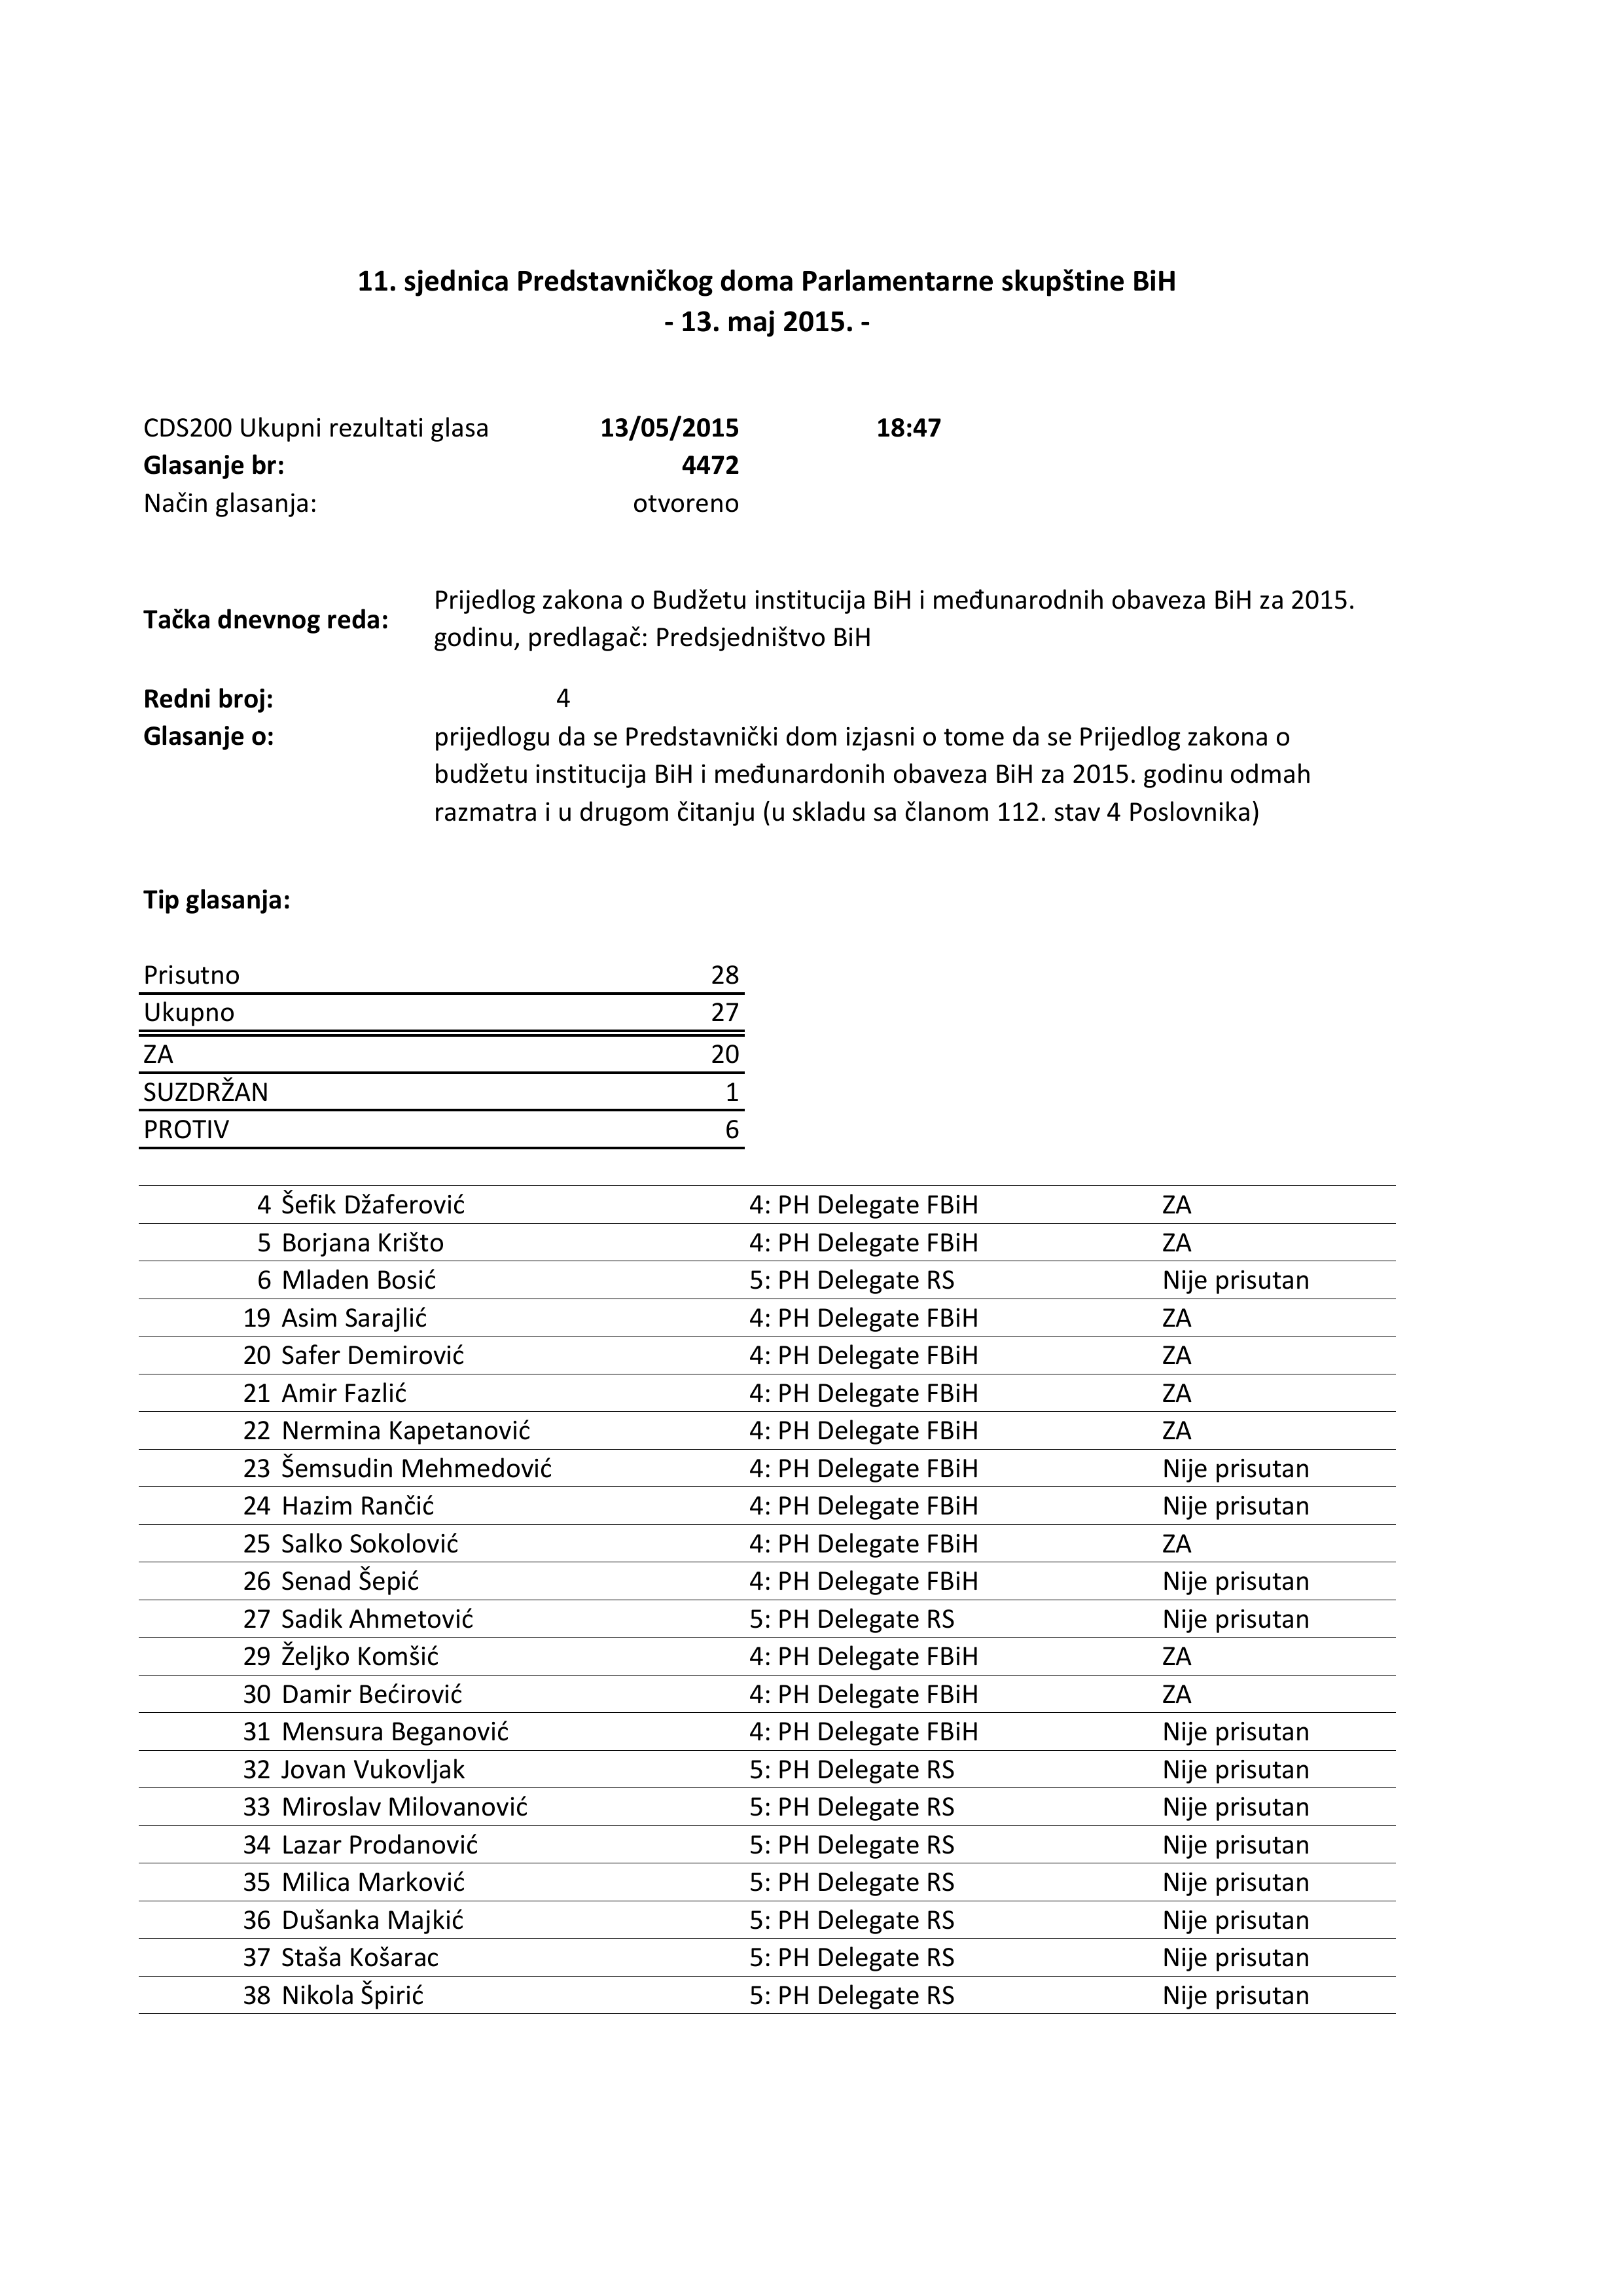 11. sjednica Predstavničkog doma Parlamentarne skupštine BiH
- 13. maj 2015. -
CDS200 Ukupni rezultati glasa 13/05/2015 18:47
Glasanje br: 4472
Način glasanja: otvoreno
Tačka dnevnog reda: Prijedlog zakona o Budžetu institucija BiH i međunarodnih obaveza BiH za 2015.
godinu, predlagač: Predsjedništvo BiH
Redni broj: 4
Glasanje o: prijedlogu da se Predstavnički dom izjasni o tome da se Prijedlog zakona o
budžetu institucija BiH i međunardonih obaveza BiH za 2015. godinu odmah
razmatra i u drugom čitanju (u skladu sa članom 112. stav 4 Poslovnika)
Tip glasanja:
Prisutno 28
Ukupno 27
ZA 20
SUZDRŽAN 1
PROTIV 6
4 Šefik Džaferović 4: PH Delegate FBiH ZA
5 Borjana Krišto 4: PH Delegate FBiH ZA
6 Mladen Bosić 5: PH Delegate RS Nije prisutan
19 Asim Sarajlić 4: PH Delegate FBiH ZA
20 Safer Demirović 4: PH Delegate FBiH ZA
21 Amir Fazlić 4: PH Delegate FBiH ZA
22 Nermina Kapetanović 4: PH Delegate FBiH ZA
23 Šemsudin Mehmedović 4: PH Delegate FBiH Nije prisutan
24 Hazim Rančić 4: PH Delegate FBiH Nije prisutan
25 Salko Sokolović 4: PH Delegate FBiH ZA
26 Senad Šepić 4: PH Delegate FBiH Nije prisutan
27 Sadik Ahmetović 5: PH Delegate RS Nije prisutan
29 Željko Komšić 4: PH Delegate FBiH ZA
30 Damir Bećirović 4: PH Delegate FBiH ZA
31 Mensura Beganović 4: PH Delegate FBiH Nije prisutan
32 Jovan Vukovljak 5: PH Delegate RS Nije prisutan
33 Miroslav Milovanović 5: PH Delegate RS Nije prisutan
34 Lazar Prodanović 5: PH Delegate RS Nije prisutan
35 Milica Marković 5: PH Delegate RS Nije prisutan
36 Dušanka Majkić 5: PH Delegate RS Nije prisutan
37 Staša Košarac 5: PH Delegate RS Nije prisutan
38 Nikola Špirić 5: PH Delegate RS Nije prisutan